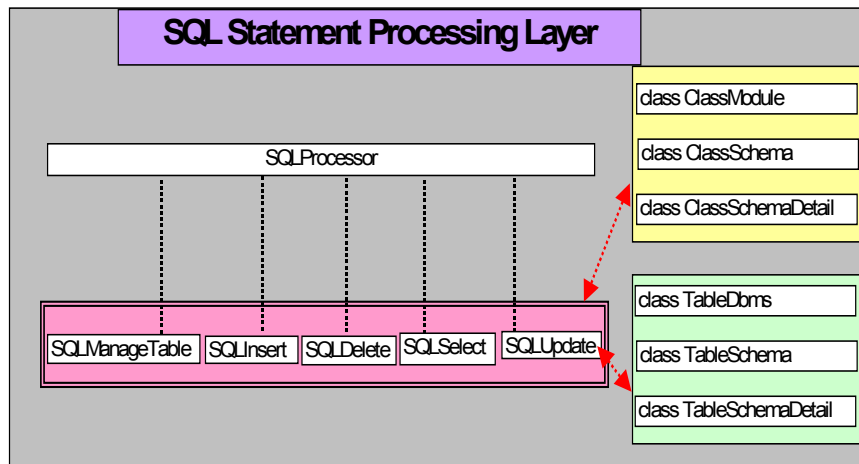 SQL Statement Processing Layer
class ClassModule
class ClassSchema
class ClassSchemaDetail
SQLProcessor
SQLManageTable
SQLInsert
SQLDelete
SQLSelect
SQLUpdate
class TableDbms
class TableSchema
class TableSchemaDetail